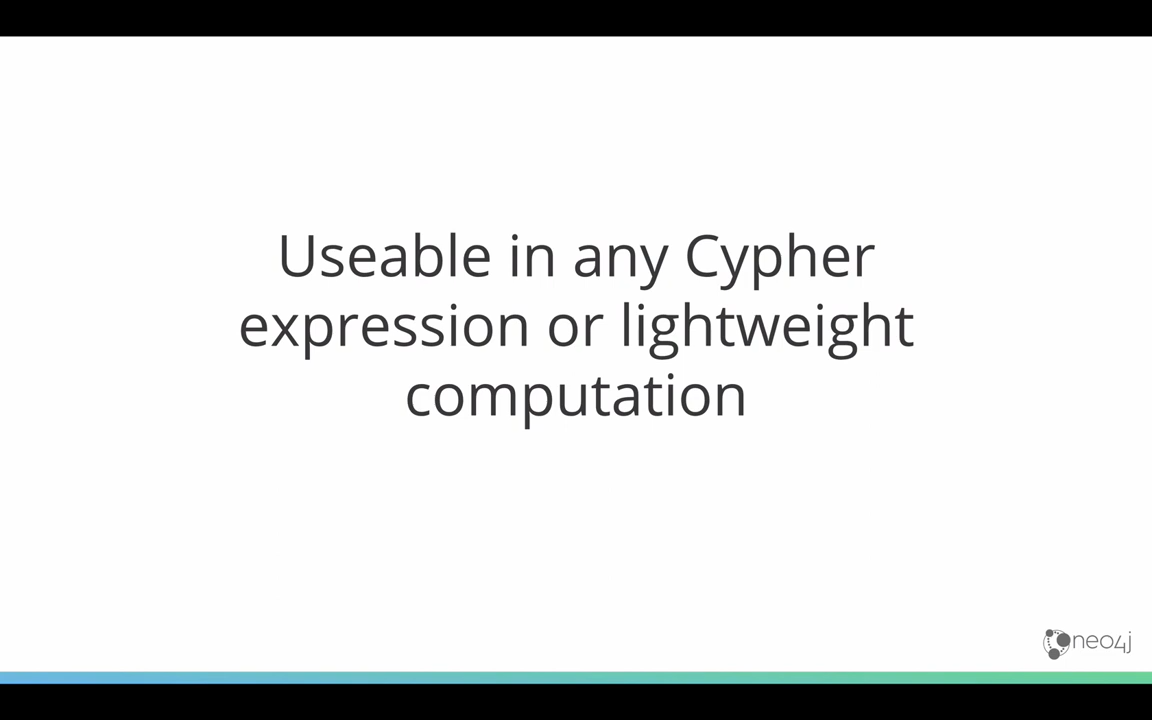 Useable in any Cypher
expression or lightweight
computation
neo4j